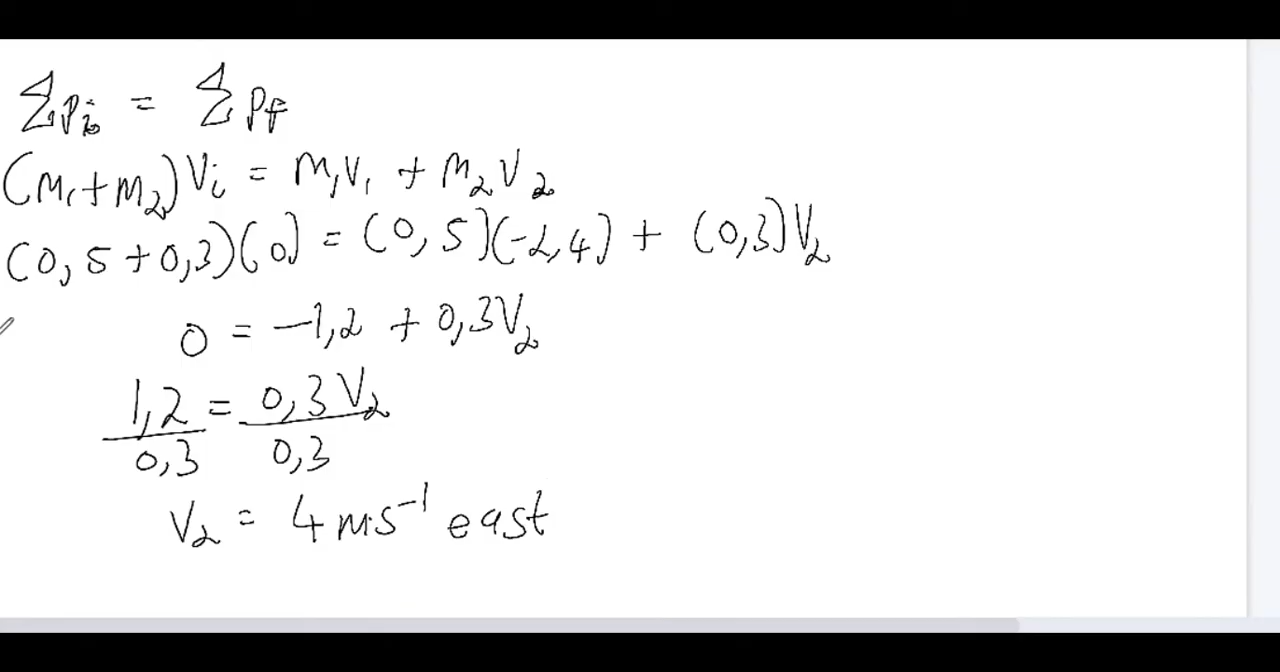 Σpi = Σpf
(m₁+m₂)Vi = m₁v₁ + m₂v₂
(0,5+0,3)(0) = (0,5)(-2,4) + (0,3)V₂
0 = -1,2 + 0,3V₂
1,2/0,3 = 0,3V₂/0,3
V₂ = 4 m·s⁻¹ east